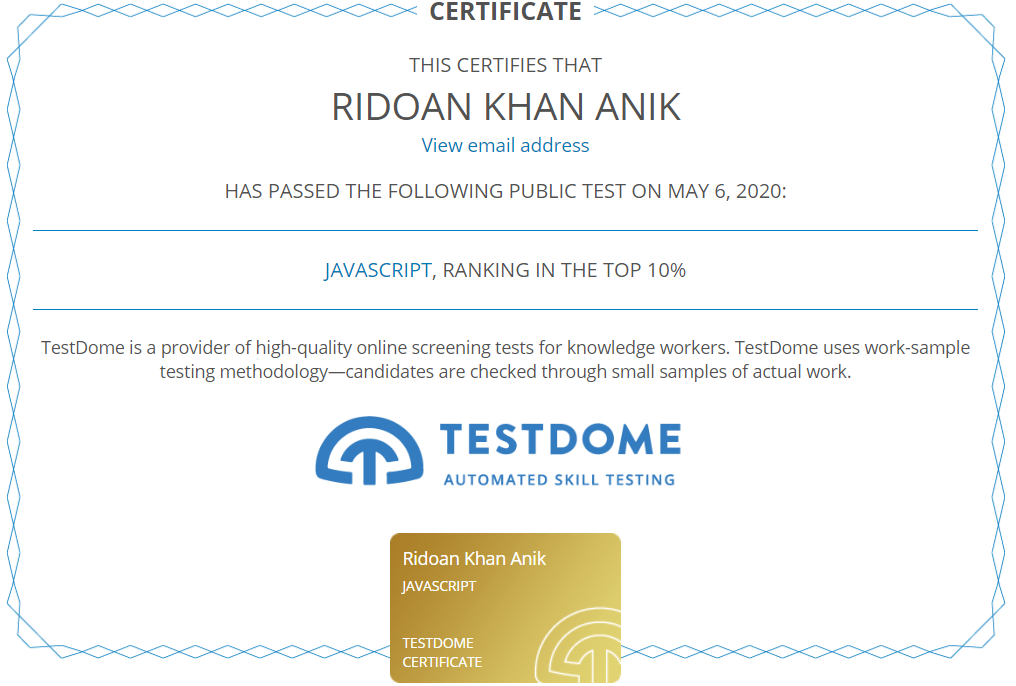 CERTIFICATE
THIS CERTIFIES THAT
RIDOAN KHAN ANIK
View email address
HAS PASSED THE FOLLOWING PUBLIC TEST ON MAY 6, 2020:
JAVASCRIPT, RANKING IN THE TOP 10%
TestDome is a provider of high-quality online screening tests for knowledge workers. TestDome uses work-sample
testing methodology—candidates are checked through small samples of actual work.
TESTDOME
AUTOMATED SKILL TESTING
Ridoan Khan Anik
JAVASCRIPT
TESTDOME
CERTIFICATE